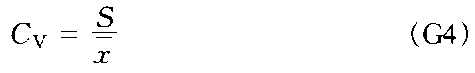 C_V = S / x̄ (G4)